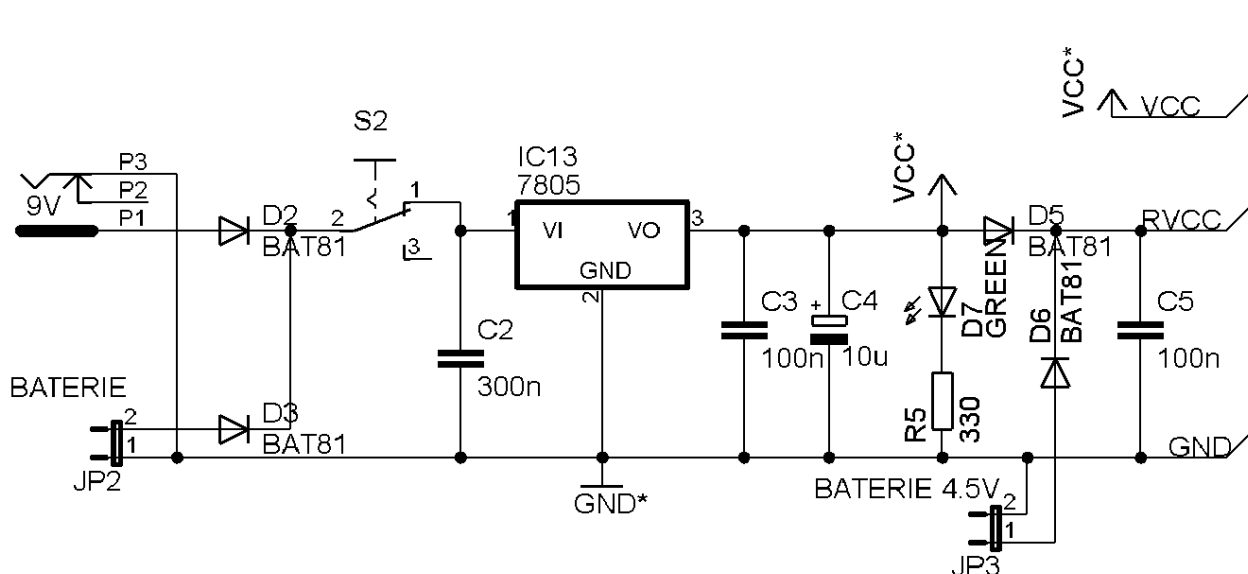 VCC*
VCC
S2
IC13
7805
P3
P2
P1
9V
D2
BAT81
2
1
3
1
VI
VO
GND
2
3
VCC*
D5
BAT81
RVCC
C2
300n
C3
100n
+
C4
10u
D7
GREEN
R5
330
D6
BAT81
C5
100n
BATERIE
2
1
JP2
D3
BAT81
GND*
GND
BATERIE 4.5V
2
1
JP3